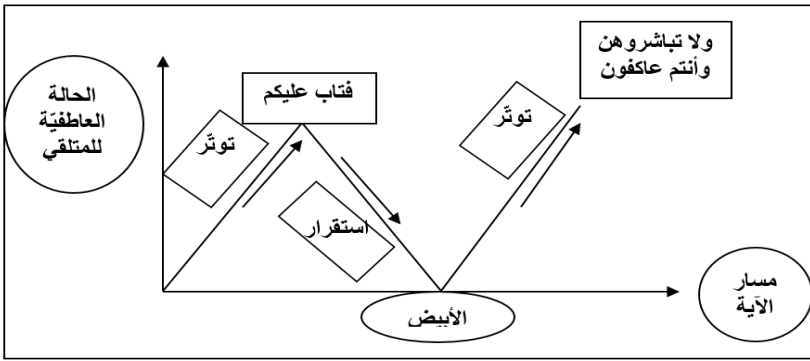 ولا تباشروهن
وأنتم عاكفون
فتاب عليكم
الحالة
العاطفيّة
للمتلقي
توتّر
توتّر
استقرار
مسار
الآية
الأبيض